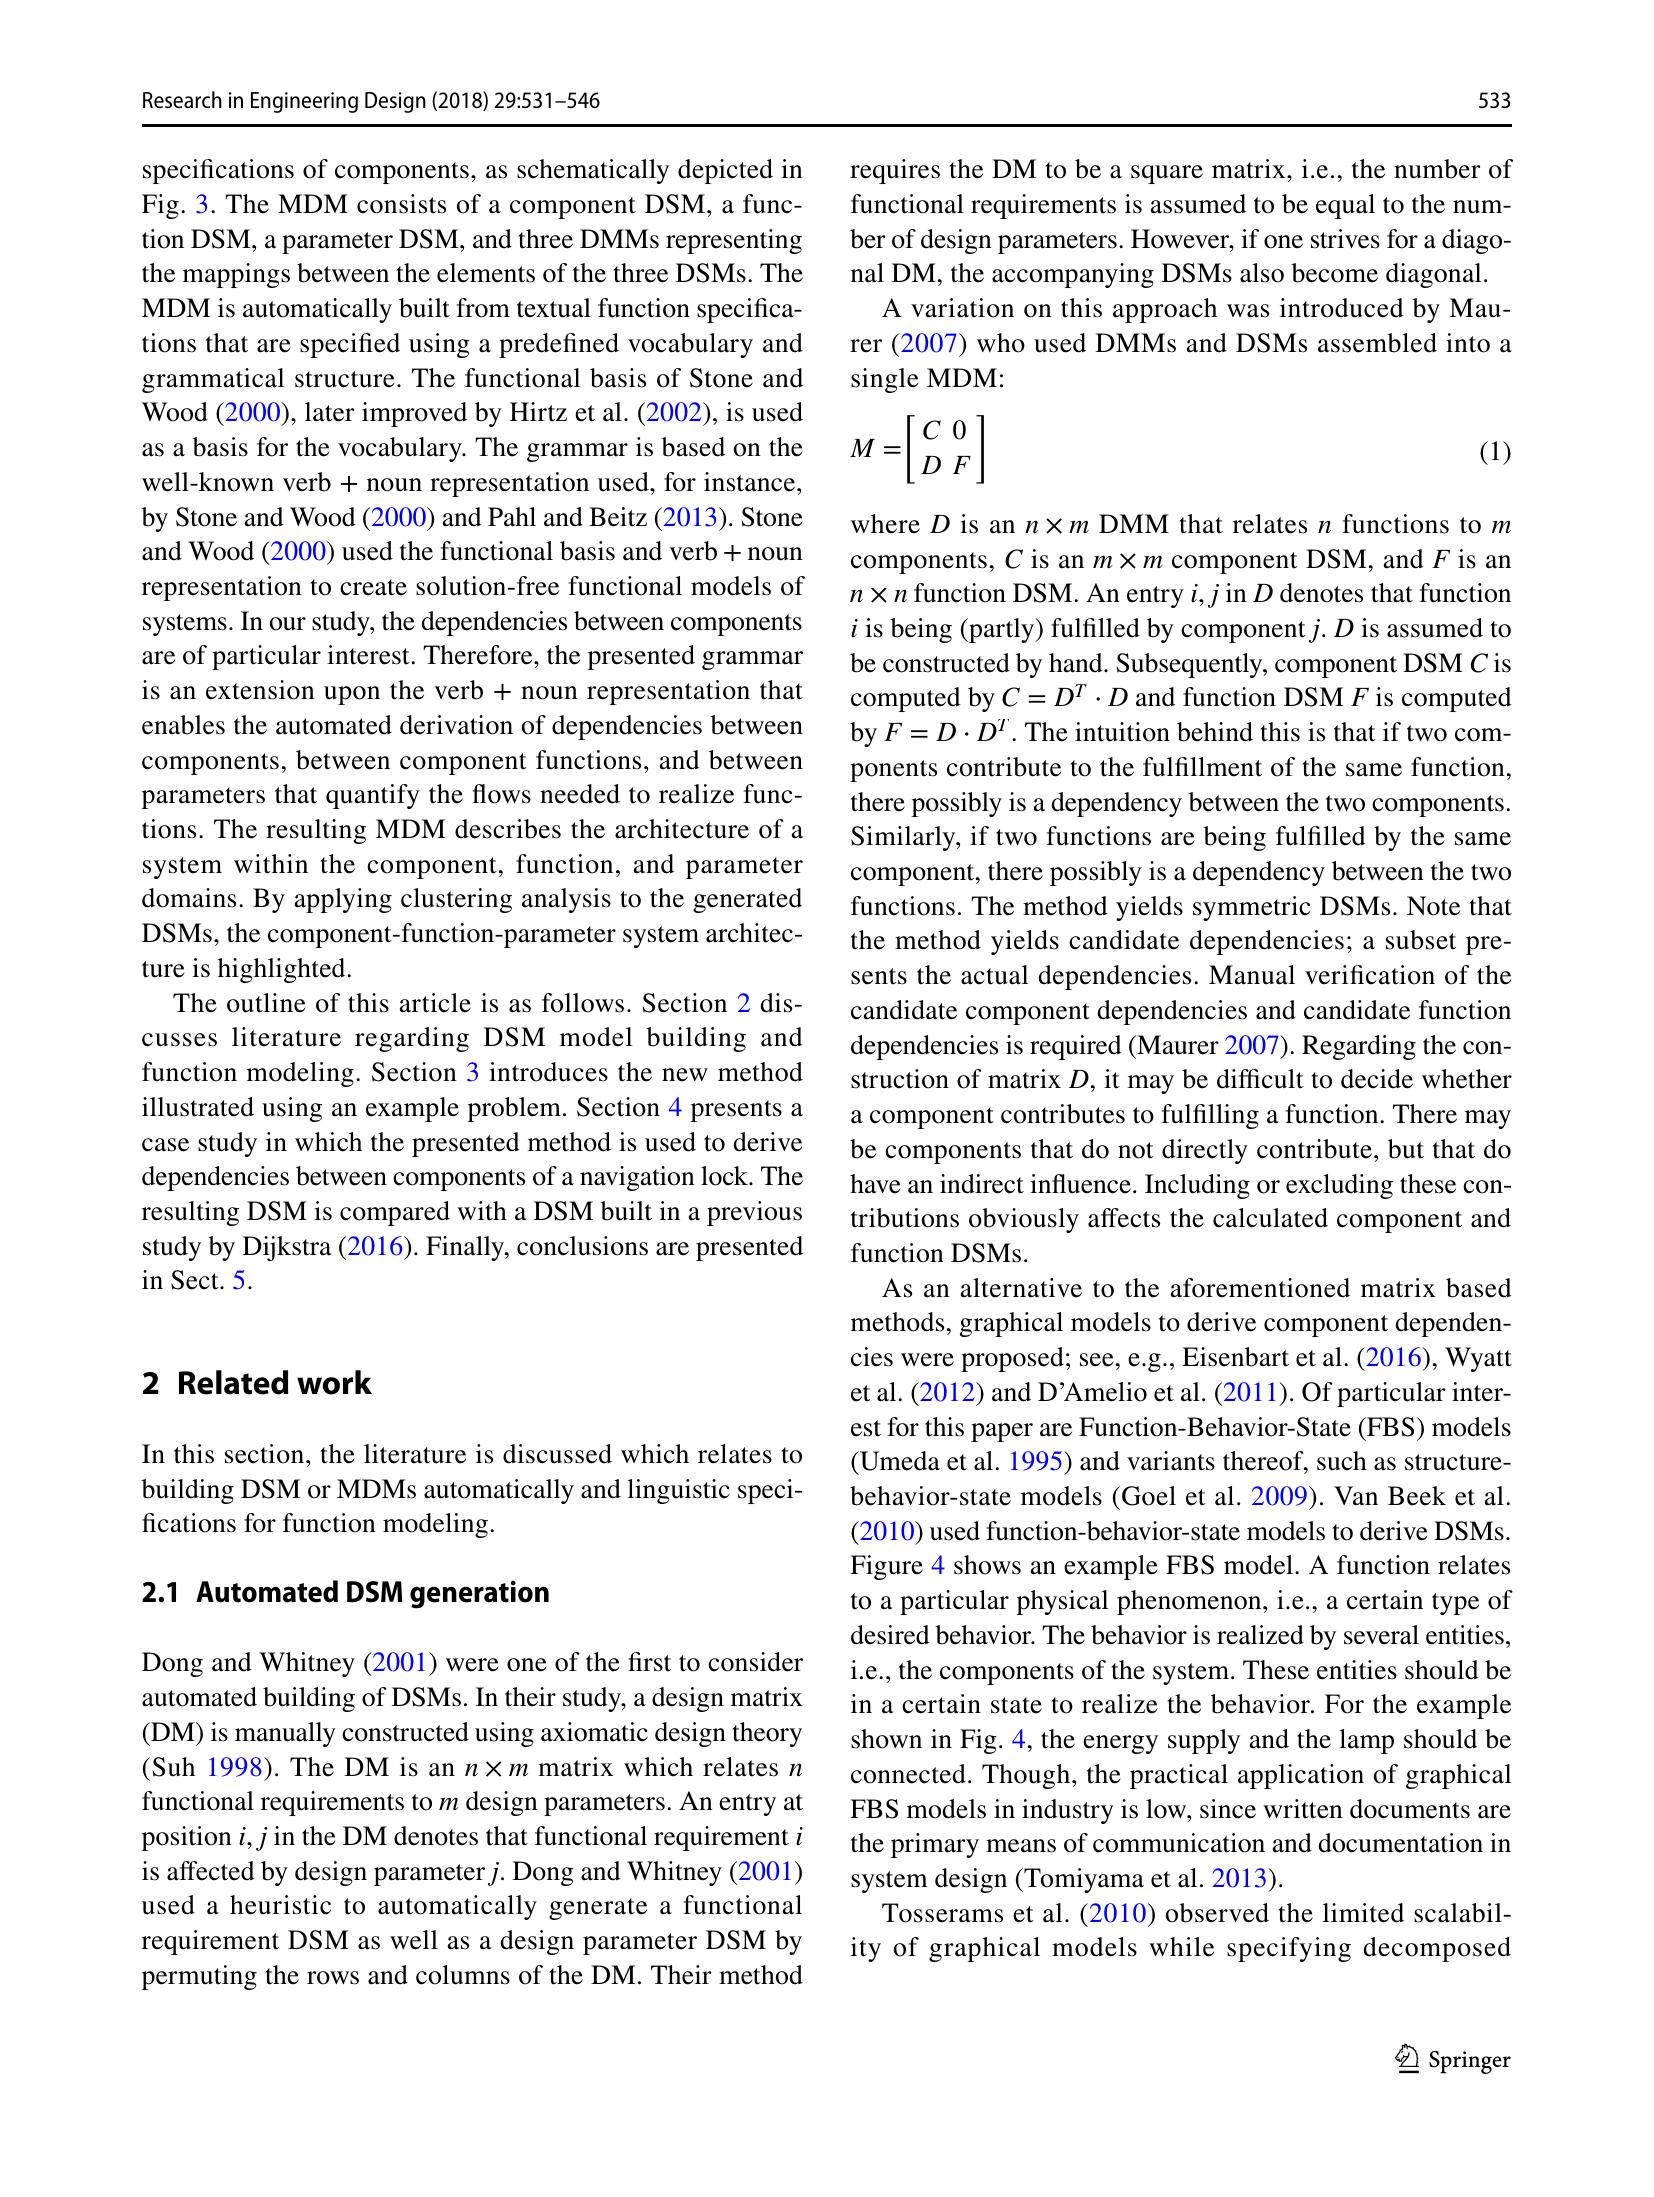 Research in Engineering Design (2018) 29:531–546
533
specifications of components, as schematically depicted in
Fig. 3. The MDM consists of a component DSM, a func-
tion DSM, a parameter DSM, and three DMMs representing
the mappings between the elements of the three DSMs. The
MDM is automatically built from textual function specifica-
tions that are specified using a predefined vocabulary and
grammatical structure. The functional basis of Stone and
Wood (2000), later improved by Hirtz et al. (2002), is used
as a basis for the vocabulary. The grammar is based on the
well-known verb + noun representation used, for instance,
by Stone and Wood (2000) and Pahl and Beitz (2013). Stone
and Wood (2000) used the functional basis and verb + noun
representation to create solution-free functional models of
systems. In our study, the dependencies between components
are of particular interest. Therefore, the presented grammar
is an extension upon the verb + noun representation that
enables the automated derivation of dependencies between
components, between component functions, and between
parameters that quantify the flows needed to realize func-
tions. The resulting MDM describes the architecture of a
system within the component, function, and parameter
domains. By applying clustering analysis to the generated
DSMs, the component-function-parameter system architec-
ture is highlighted.
The outline of this article is as follows. Section 2 dis-
cusses literature regarding DSM model building and
function modeling. Section 3 introduces the new method
illustrated using an example problem. Section 4 presents a
case study in which the presented method is used to derive
dependencies between components of a navigation lock. The
resulting DSM is compared with a DSM built in a previous
study by Dijkstra (2016). Finally, conclusions are presented
in Sect. 5.
2 Related work
In this section, the literature is discussed which relates to
building DSM or MDMs automatically and linguistic speci-
fications for function modeling.
2.1 Automated DSM generation
Dong and Whitney (2001) were one of the first to consider
automated building of DSMs. In their study, a design matrix
(DM) is manually constructed using axiomatic design theory
(Suh 1998). The DM is an n × m matrix which relates n
functional requirements to m design parameters. An entry at
position i, j in the DM denotes that functional requirement i
is affected by design parameter j. Dong and Whitney (2001)
used a heuristic to automatically generate a functional
requirement DSM as well as a design parameter DSM by
permuting the rows and columns of the DM. Their method
requires the DM to be a square matrix, i.e., the number of
functional requirements is assumed to be equal to the num-
ber of design parameters. However, if one strives for a diago-
nal DM, the accompanying DSMs also become diagonal.
A variation on this approach was introduced by Mau-
rer (2007) who used DMMs and DSMs assembled into a
single MDM:
M = [ C 0
D F ] (1)
where D is an n × m DMM that relates n functions to m
components, C is an m × m component DSM, and F is an
n × n function DSM. An entry i, j in D denotes that function
i is being (partly) fulfilled by component j. D is assumed to
be constructed by hand. Subsequently, component DSM C is
computed by C = D^T · D and function DSM F is computed
by F = D · D^T. The intuition behind this is that if two com-
ponents contribute to the fulfillment of the same function,
there possibly is a dependency between the two components.
Similarly, if two functions are being fulfilled by the same
component, there possibly is a dependency between the two
functions. The method yields symmetric DSMs. Note that
the method yields candidate dependencies; a subset pre-
sents the actual dependencies. Manual verification of the
candidate component dependencies and candidate function
dependencies is required (Maurer 2007). Regarding the con-
struction of matrix D, it may be difficult to decide whether
a component contributes to fulfilling a function. There may
be components that do not directly contribute, but that do
have an indirect influence. Including or excluding these con-
tributions obviously affects the calculated component and
function DSMs.
As an alternative to the aforementioned matrix based
methods, graphical models to derive component dependen-
cies were proposed; see, e.g., Eisenbart et al. (2016), Wyatt
et al. (2012) and D’Amelio et al. (2011). Of particular inter-
est for this paper are Function-Behavior-State (FBS) models
(Umeda et al. 1995) and variants thereof, such as structure-
behavior-state models (Goel et al. 2009). Van Beek et al.
(2010) used function-behavior-state models to derive DSMs.
Figure 4 shows an example FBS model. A function relates
to a particular physical phenomenon, i.e., a certain type of
desired behavior. The behavior is realized by several entities,
i.e., the components of the system. These entities should be
in a certain state to realize the behavior. For the example
shown in Fig. 4, the energy supply and the lamp should be
connected. Though, the practical application of graphical
FBS models in industry is low, since written documents are
the primary means of communication and documentation in
system design (Tomiyama et al. 2013).
Tosserams et al. (2010) observed the limited scalabil-
ity of graphical models while specifying decomposed
Springer